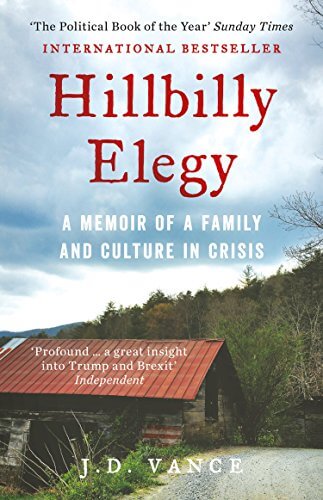 ‘The Political Book of the Year’ Sunday Times
INTERNATIONAL BESTSELLER
Hillbilly
Elegy
A MEMOIR OF A FAMILY
AND CULTURE IN CRISIS
‘Profound ... a great insight
into Trump and Brexit’
Independent
J.D. VANCE